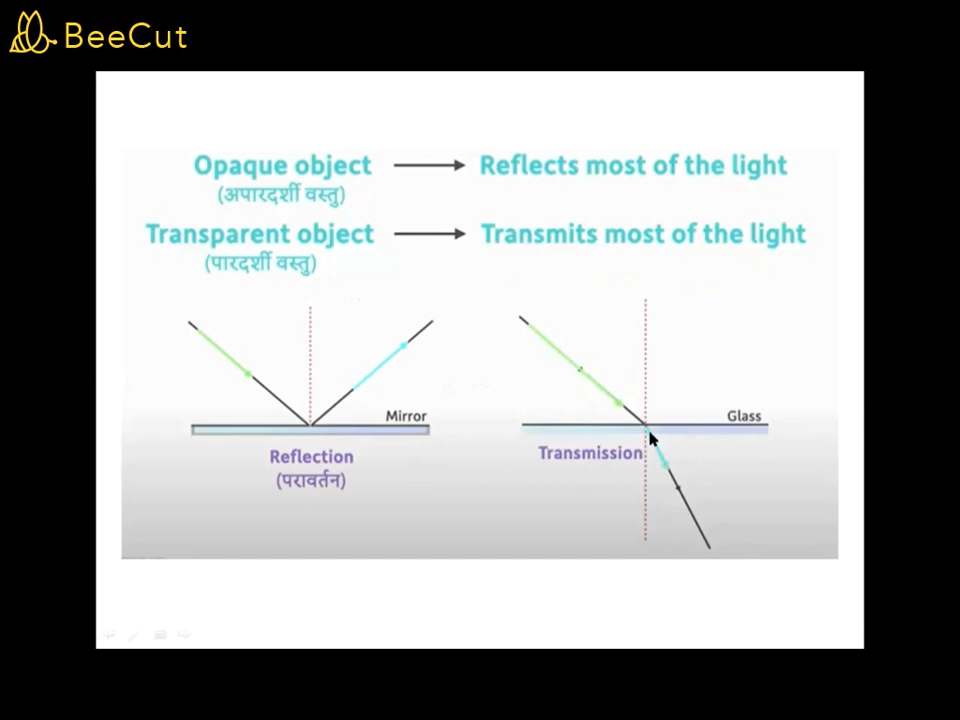 BeeCut
Opaque object → Reflects most of the light
(अपारदर्शी वस्तु)
Transparent object → Transmits most of the light
(पारदर्शी वस्तु)
Mirror
Glass
Reflection
(परावर्तन)
Transmission